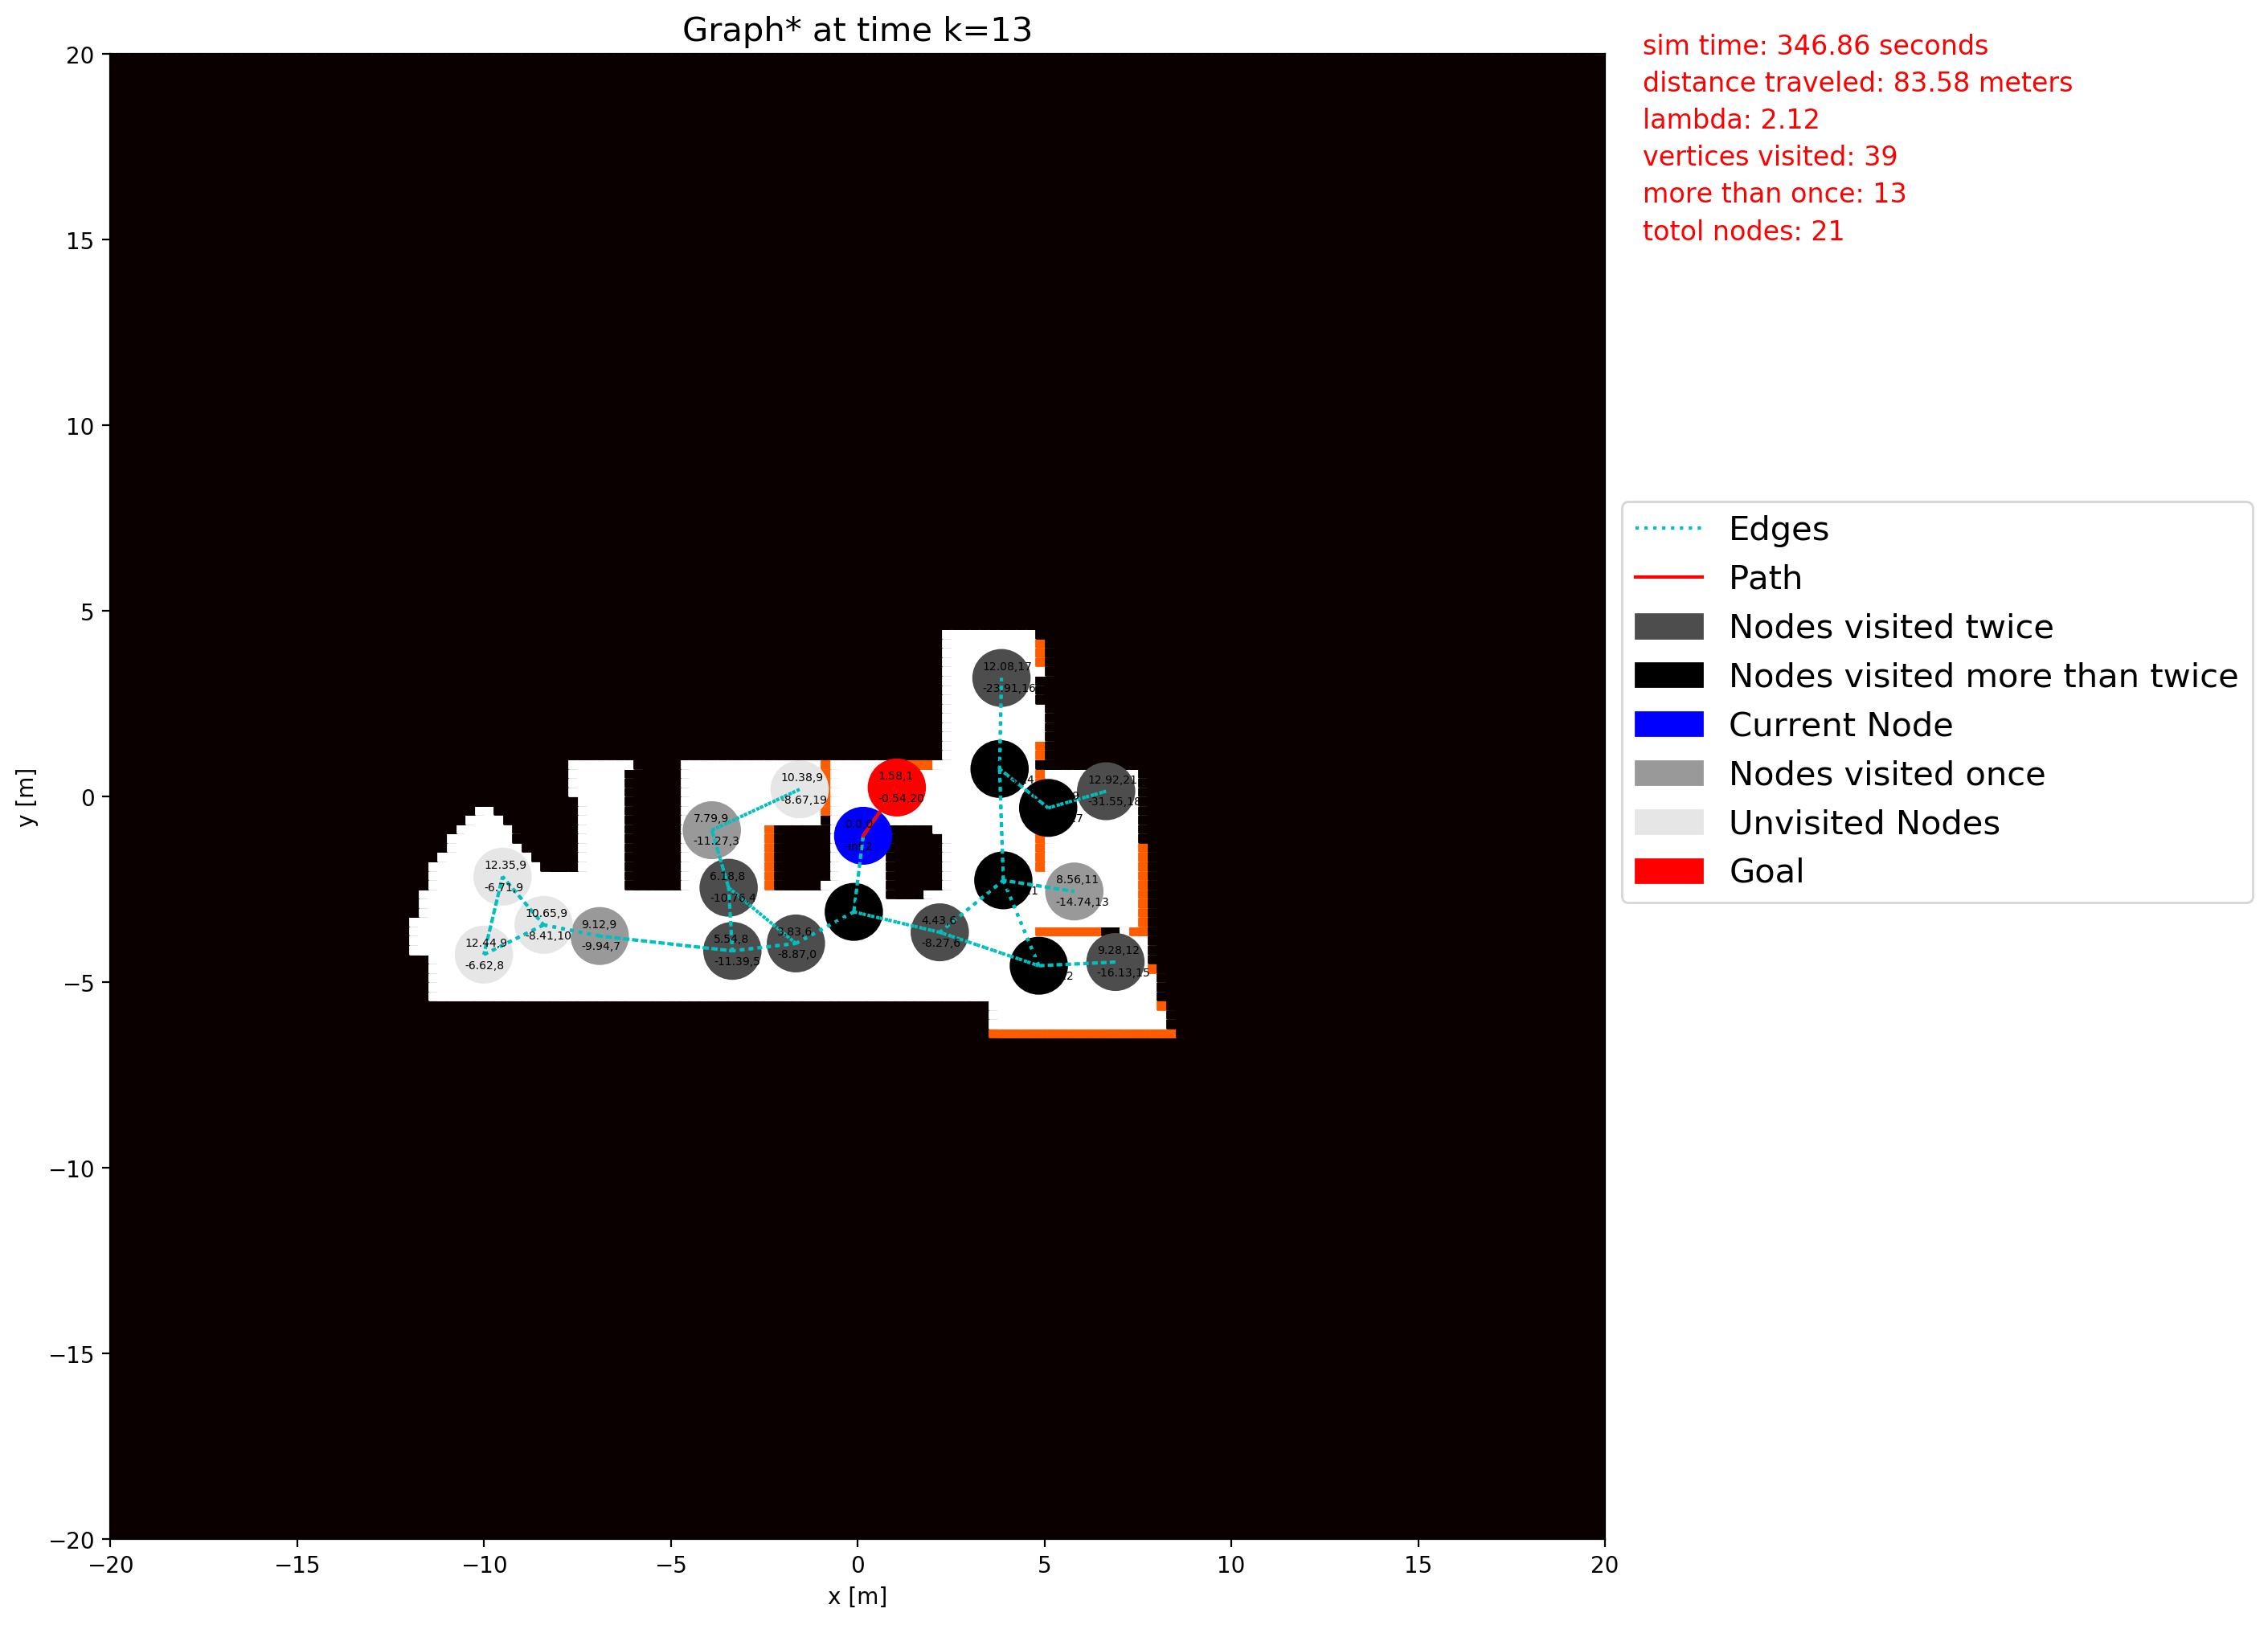 Graph* at time k=13
sim time: 346.86 seconds
distance traveled: 83.58 meters
lambda: 2.12
vertices visited: 39
more than once: 13
totol nodes: 21
Edges
Path
Nodes visited twice
Nodes visited more than twice
Current Node
Nodes visited once
Unvisited Nodes
Goal
20
15
10
5
0
−5
−10
−15
−20
y [m]
−20
−15
−10
−5
0
5
10
15
20
x [m]
12.08,17
-23.91,16
10.38,9
-8.67,19
1.58,1
-0.54,20
12.92,21
-31.55,18
7.79,9
-11.27,3
12.35,9
-6.71,9
6.18,8
-10.76,4
8.56,11
-14.74,13
10.65,9
-8.41,10
9.12,9
-9.94,7
3.83,6
-8.87,0
4.43,6
-8.27,6
12.44,9
-6.62,8
5.54,8
-11.39,5
9.28,12
-16.13,15